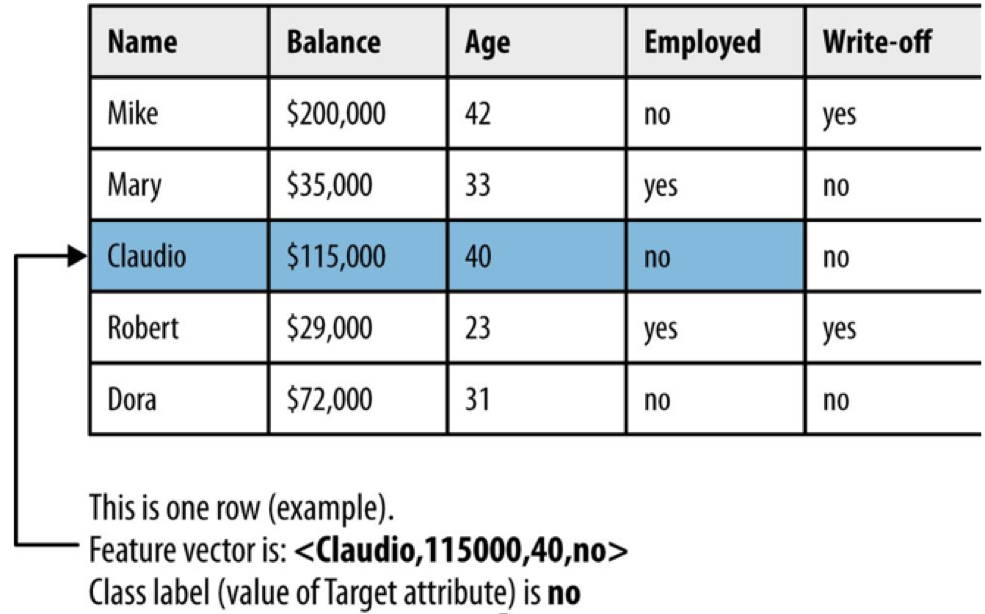 Name Balance Age Employed Write-off
Mike $200,000 42 no yes
Mary $35,000 33 yes no
Claudio $115,000 40 no no
Robert $29,000 23 yes yes
Dora $72,000 31 no no
This is one row (example).
Feature vector is: <Claudio,115000,40,no>
Class label (value of Target attribute) is no